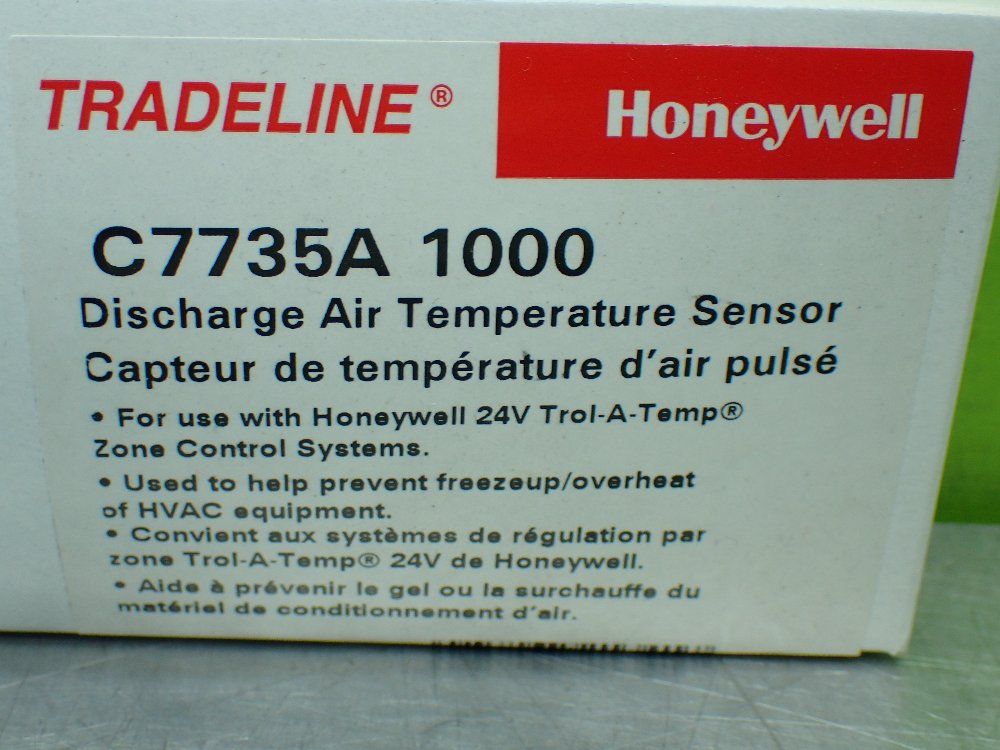 TRADELINE®
Honeywell
C7735A 1000
Discharge Air Temperature Sensor
Capteur de température d'air pulsé
• For use with Honeywell 24V Trol-A-Temp®
Zone Control Systems.
• Used to help prevent freezeup/overheat
of HVAC equipment.
• Convient aux systèmes de régulation par
zone Trol-A-Temp® 24V de Honeywell.
• Aide à prévenir le gel ou la surchauffe du
matériel de conditionnement d'air.